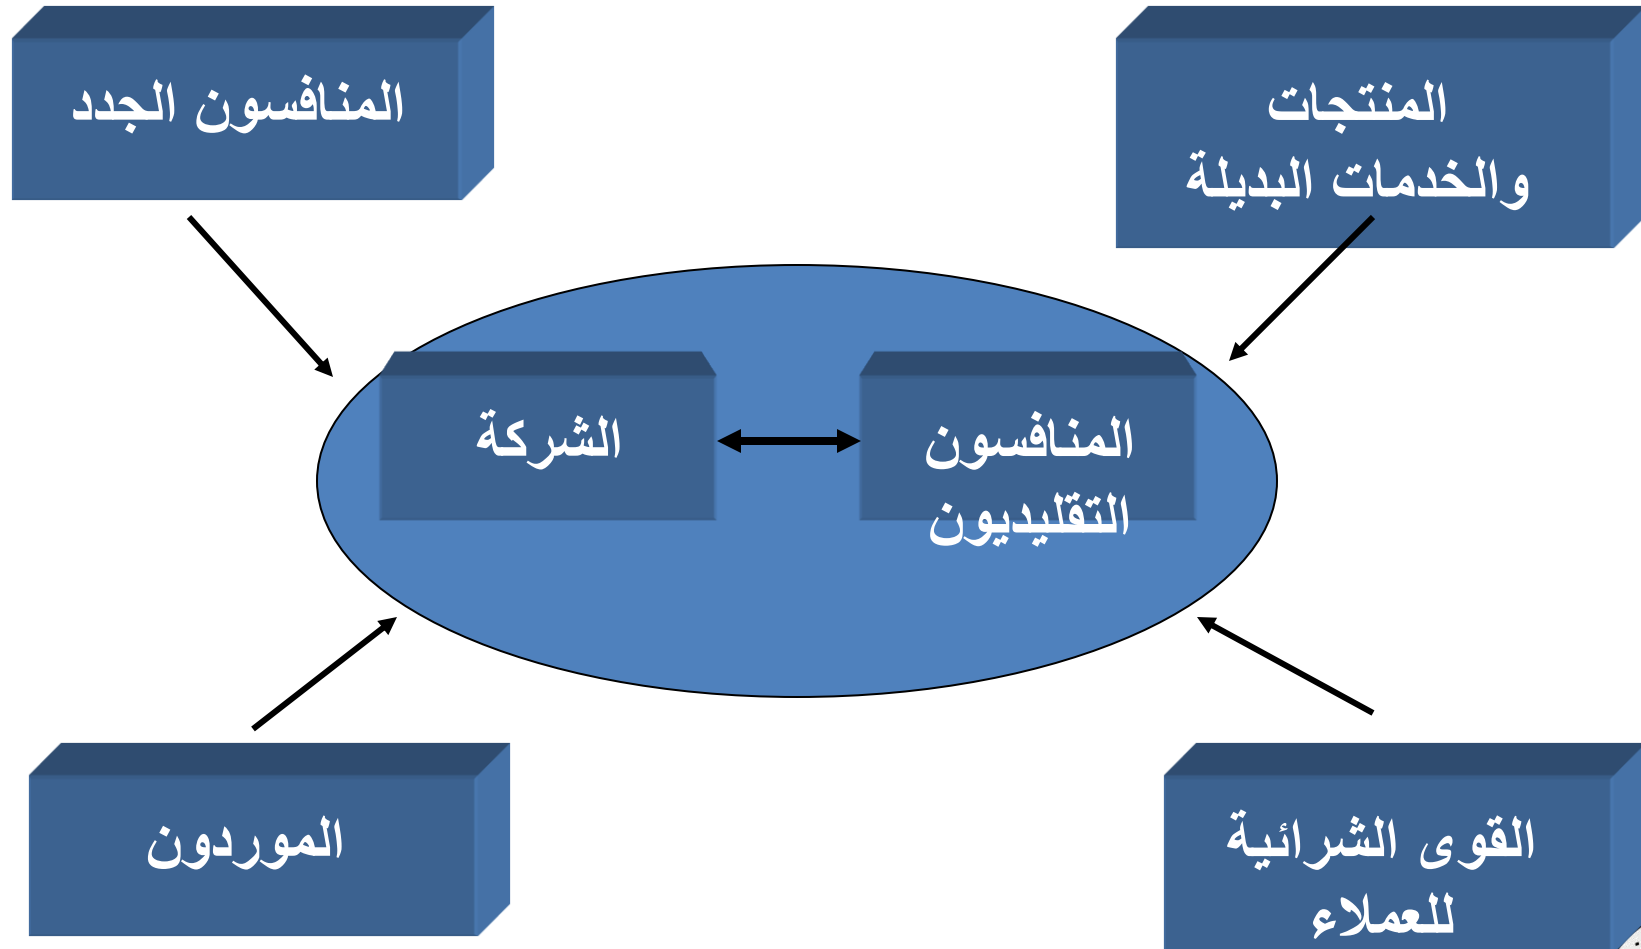 المنافسون الجدد
المنتجات
والخدمات البديلة
الشركة
المنافسون
التقليديون
الموردون
القوى الشرائية
للعملاء